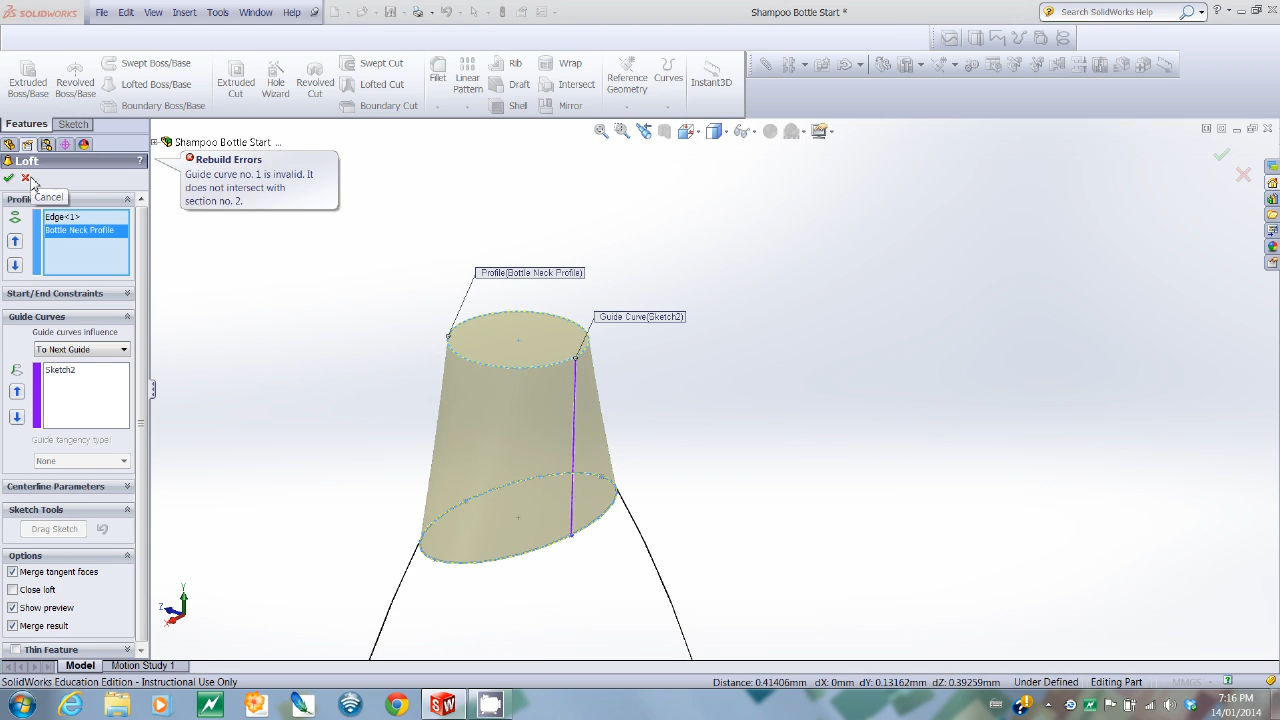 SOLIDWORKS File Edit View Insert Tools Window Help Shampoo Bottle Start * Search SolidWorks Help
Extruded Boss/Base
Revolved Boss/Base
Swept Boss/Base
Lofted Boss/Base
Boundary Boss/Base
Extruded Cut
Hole Wizard
Revolved Cut
Swept Cut
Lofted Cut
Boundary Cut
Fillet
Linear Pattern
Rib
Draft
Shell
Wrap
Intersect
Mirror
Reference Geometry
Curves
Instant3D
Features Sketch
Shampoo Bottle Start ...
Loft ?
Cancel
Rebuild Errors
Guide curve no. 1 is invalid. It
does not intersect with
section no. 2.
Edge<1>
Bottle Neck Profile
Start/End Constraints
Guide Curves
Guide curves influence
To Next Guide
Sketch2
Guide tangency type:
None
Centerline Parameters
Sketch Tools
Drag Sketch
Options
Merge tangent faces
Close loft
Show preview
Merge result
Thin Feature
Profile(Bottle Neck Profile)
Guide Curve(Sketch2)
Y
Z
X
Model Motion Study 1
SolidWorks Education Edition - Instructional Use Only Distance: 0.41406mm dX: 0mm dY: 0.13162mm dZ: 0.39259mm Under Defined Editing Part MMGS
7:16 PM
14/01/2014